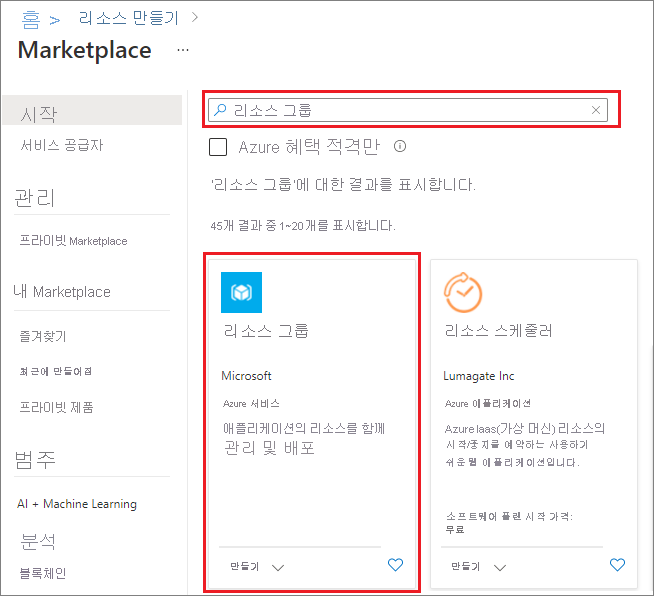 홈 > 리소스 만들기 >
Marketplace ...
시작
서비스 공급자
관리
프라이빗 Marketplace
내 Marketplace
즐겨찾기
최근에 만들어짐
프라이빗 제품
범주
AI + Machine Learning
분석
블록체인
리소스 그룹
Azure 혜택 적격만
'리소스 그룹'에 대한 결과를 표시합니다.
45개 결과 중 1~20개를 표시합니다.
리소스 그룹
Microsoft
Azure 서비스
애플리케이션의 리소스를 함께
관리 및 배포
만들기
리소스 스케줄러
Lumagate Inc
Azure 애플리케이션
Azure Iaas(가상 머신) 리소스의
시작/중지를 예약하는 사용하기
쉬운 웹 애플리케이션입니다.
소프트웨어 플랜 시작 가격:
무료
만들기